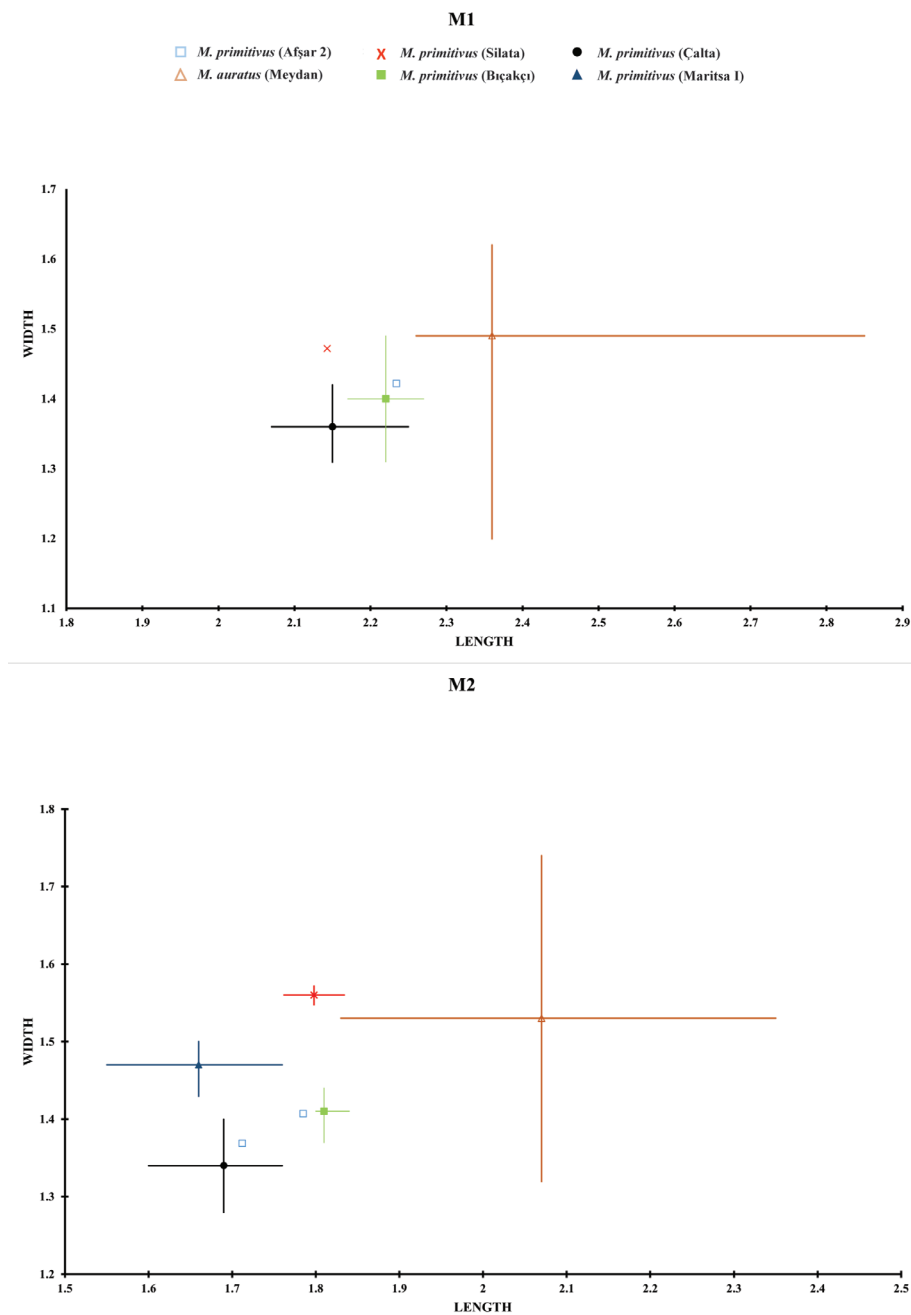 M1
M. primitivus (Afşar 2) M. primitivus (Silata) M. primitivus (Çalta)
M. auratus (Meydan) M. primitivus (Bıçakçı) M. primitivus (Maritsa I)
1.7
1.6
1.5
1.4
1.3
1.2
1.1
WIDTH
1.8 1.9 2 2.1 2.2 2.3 2.4 2.5 2.6 2.7 2.8 2.9
LENGTH
M2
1.8
1.7
1.6
1.5
1.4
1.3
1.2
WIDTH
1.5 1.6 1.7 1.8 1.9 2 2.1 2.2 2.3 2.4 2.5
LENGTH